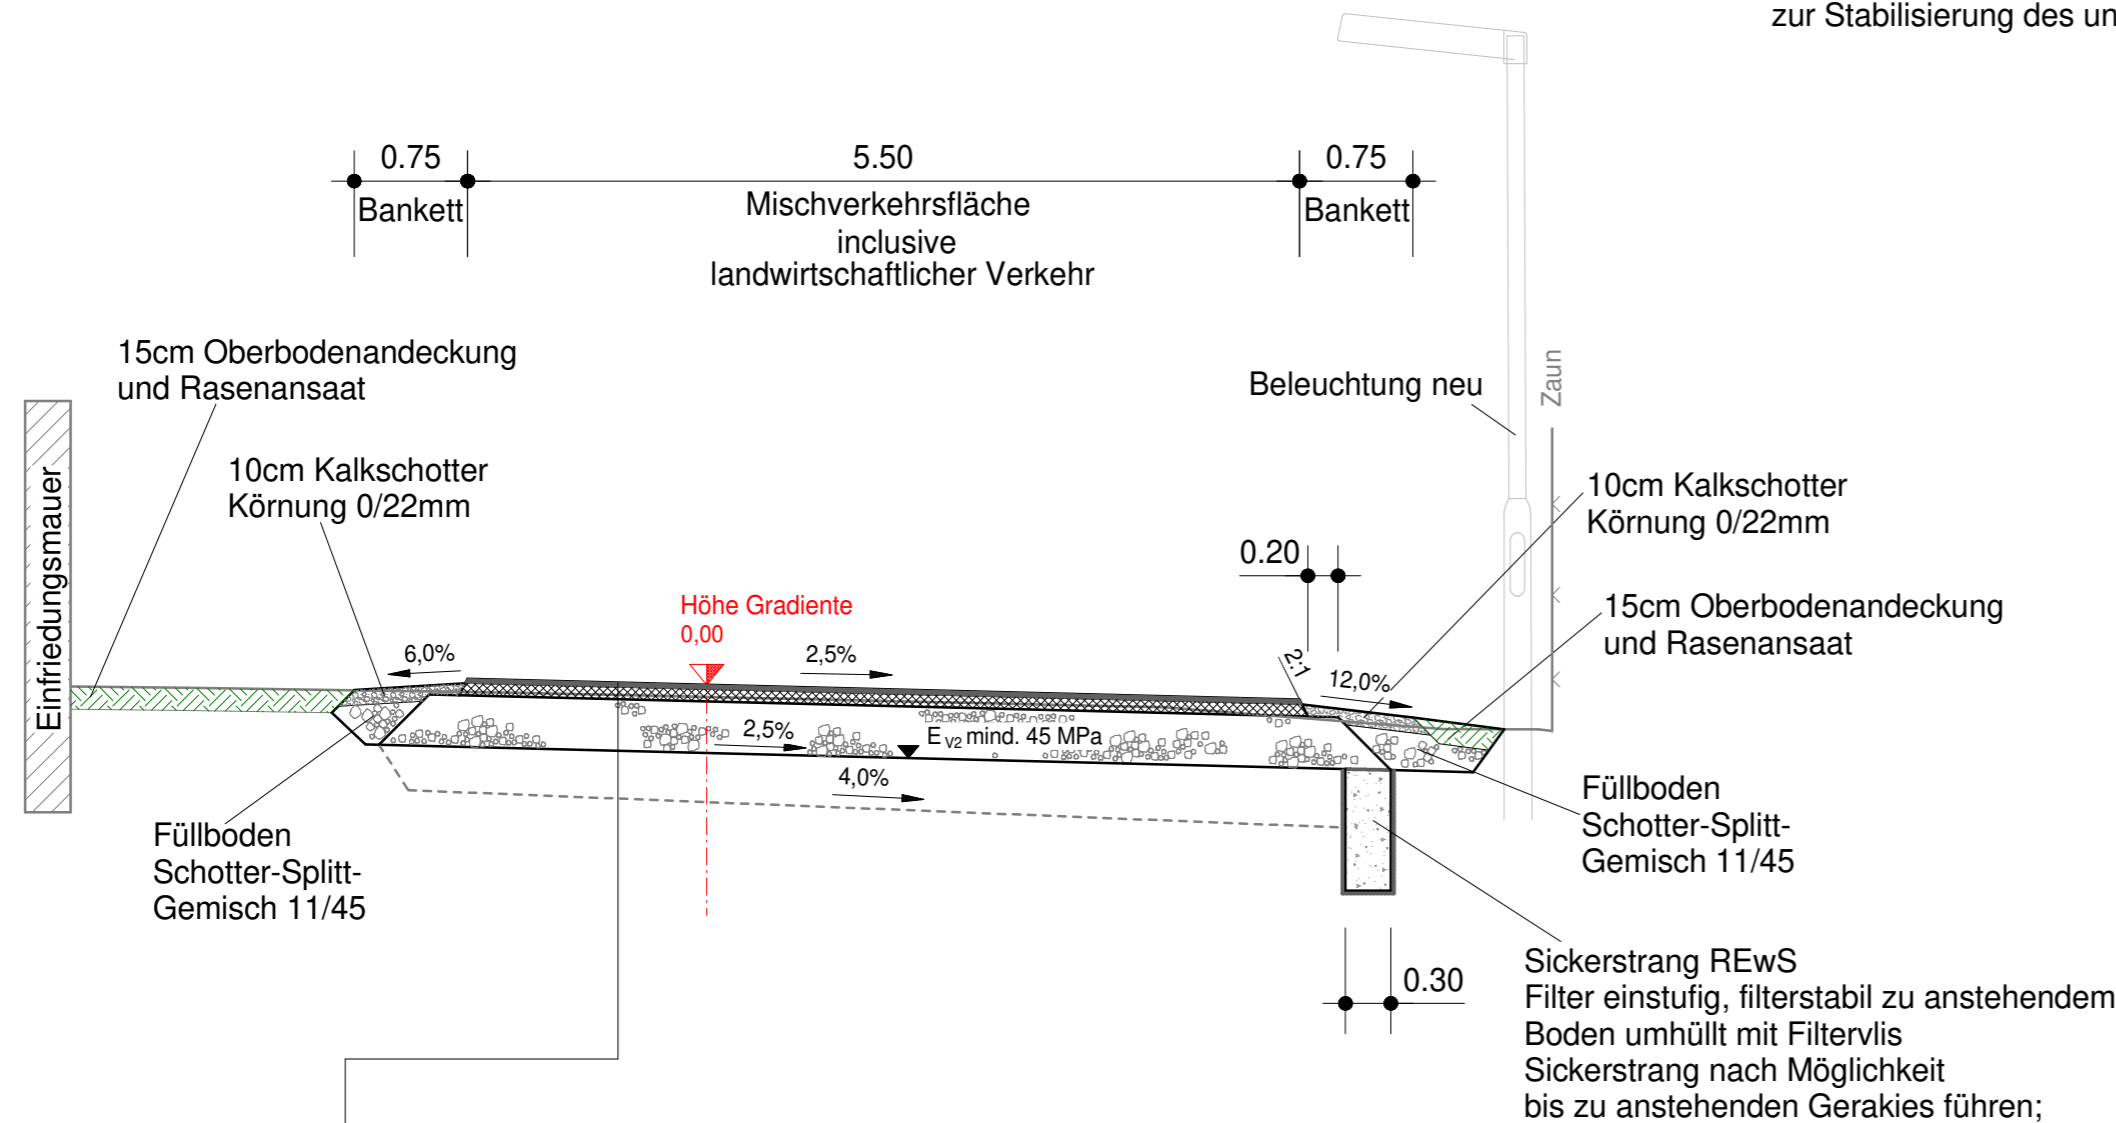 zur Stabilisierung des un
0.75
5.50
0.75
Bankett
Mischverkehrsfläche
inclusive
landwirtschaftlicher Verkehr
Bankett
15cm Oberbodenandeckung
und Rasenansaat
Beleuchtung neu
Zaun
10cm Kalkschotter
Körnung 0/22mm
Einfriedungsmauer
10cm Kalkschotter
Körnung 0/22mm
0.20
15cm Oberbodenandeckung
und Rasenansaat
Höhe Gradiente
0,00
6,0%
2,5%
2:1
12,0%
2,5%
EV2 mind. 45 MPa
4,0%
Füllboden
Schotter-Splitt-
Gemisch 11/45
Füllboden
Schotter-Splitt-
Gemisch 11/45
0.30
Sickerstrang REwS
Filter einstufig, filterstabil zu anstehendem
Boden umhüllt mit Filtervlis
Sickerstrang nach Möglichkeit
bis zu anstehenden Gerakies führen;